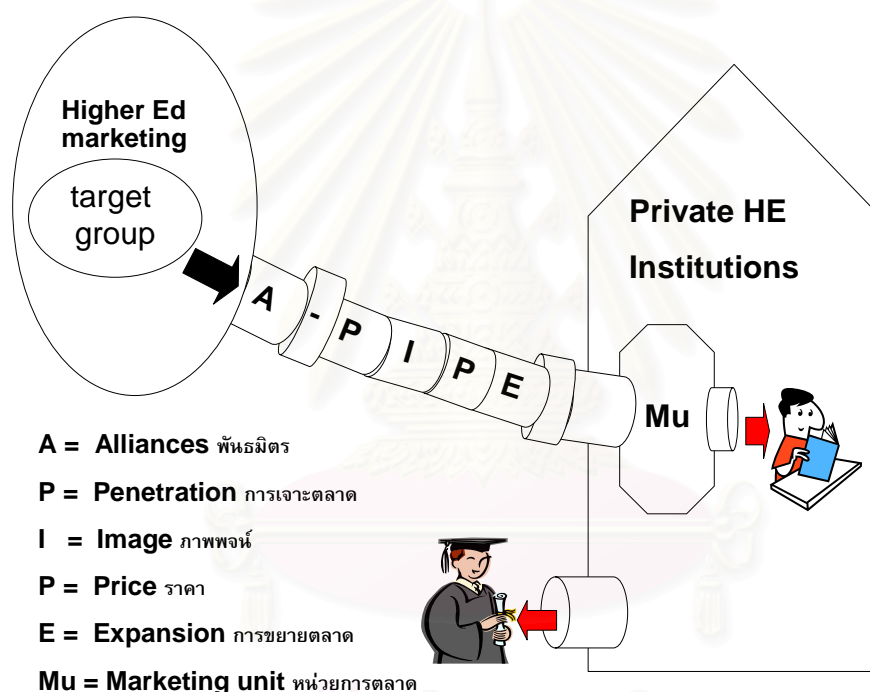 Higher Ed
marketing
target
group
A - P I P E
Private HE
Institutions
Mu
A = Alliances พันธมิตร
P = Penetration การเจาะตลาด
I = Image ภาพพจน์
P = Price ราคา
E = Expansion การขยายตลาด
Mu = Marketing unit หน่วยการตลาด